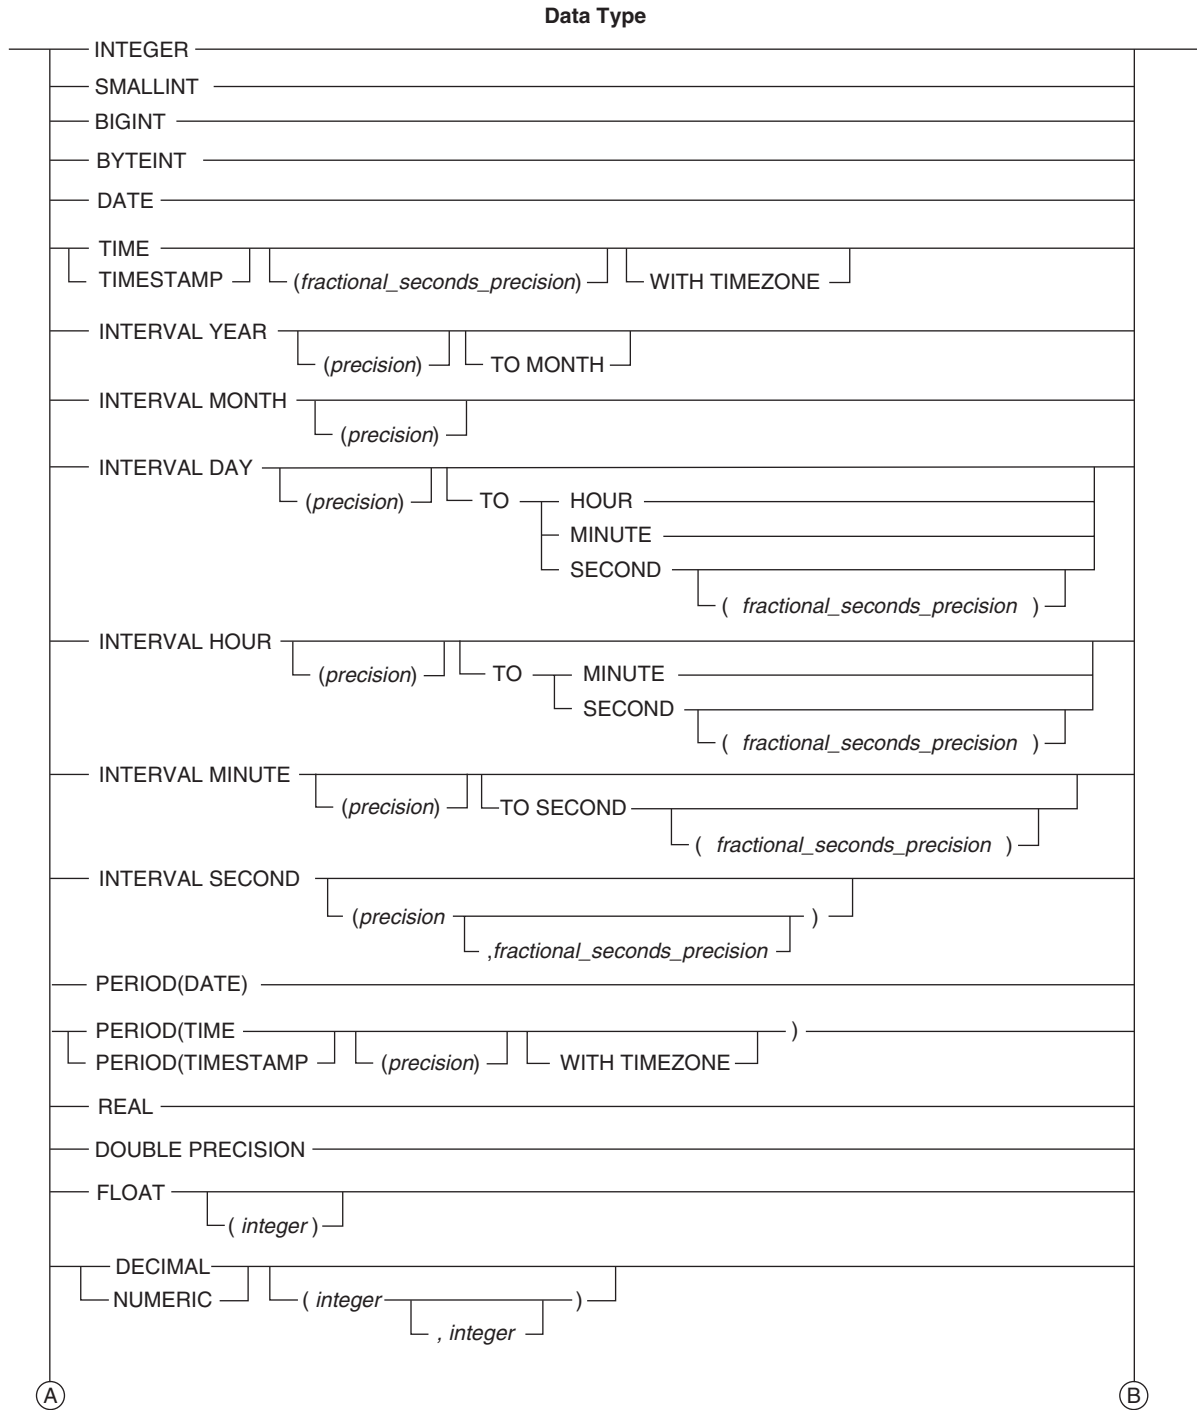 Data Type
INTEGER
SMALLINT
BIGINT
BYTEINT
DATE
TIME
TIMESTAMP (fractional_seconds_precision) WITH TIMEZONE
INTERVAL YEAR
(precision) TO MONTH
INTERVAL MONTH
(precision)
INTERVAL DAY
(precision) TO HOUR
MINUTE
SECOND
( fractional_seconds_precision )
INTERVAL HOUR
(precision) TO MINUTE
SECOND
( fractional_seconds_precision )
INTERVAL MINUTE
(precision) TO SECOND
( fractional_seconds_precision )
INTERVAL SECOND
(precision )
,fractional_seconds_precision
PERIOD(DATE)
PERIOD(TIME )
PERIOD(TIMESTAMP (precision) WITH TIMEZONE
REAL
DOUBLE PRECISION
FLOAT
( integer )
DECIMAL
NUMERIC ( integer )
, integer
A B